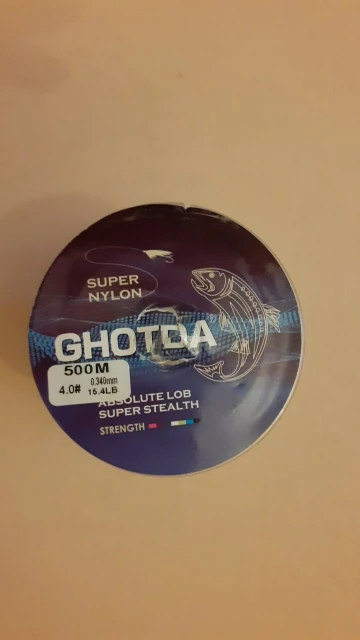 SUPER
NYLON
GHOTDA
500M
4.0# 0.340mm
15.4LB
ABSOLUTE LOB
SUPER STEALTH
STRENGTH